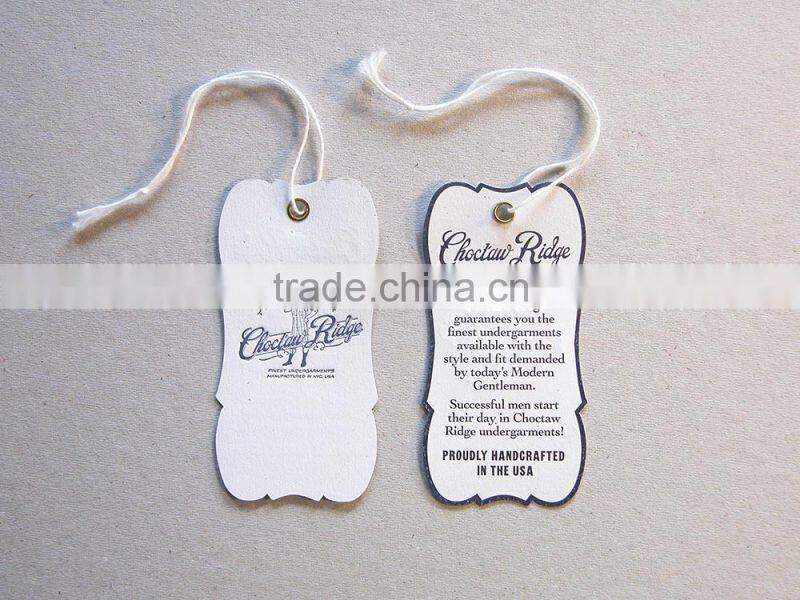 Choctaw Ridge
FINEST UNDERGARMENTS
MANUFACTURED IN NYC, USA
Choctaw Ridge
guarantees you the
finest undergarments
available with the
style and fit demanded
by today's Modern
Gentleman.
Successful men start
their day in Choctaw
Ridge undergarments!
PROUDLY HANDCRAFTED
IN THE USA
trade.china.cn